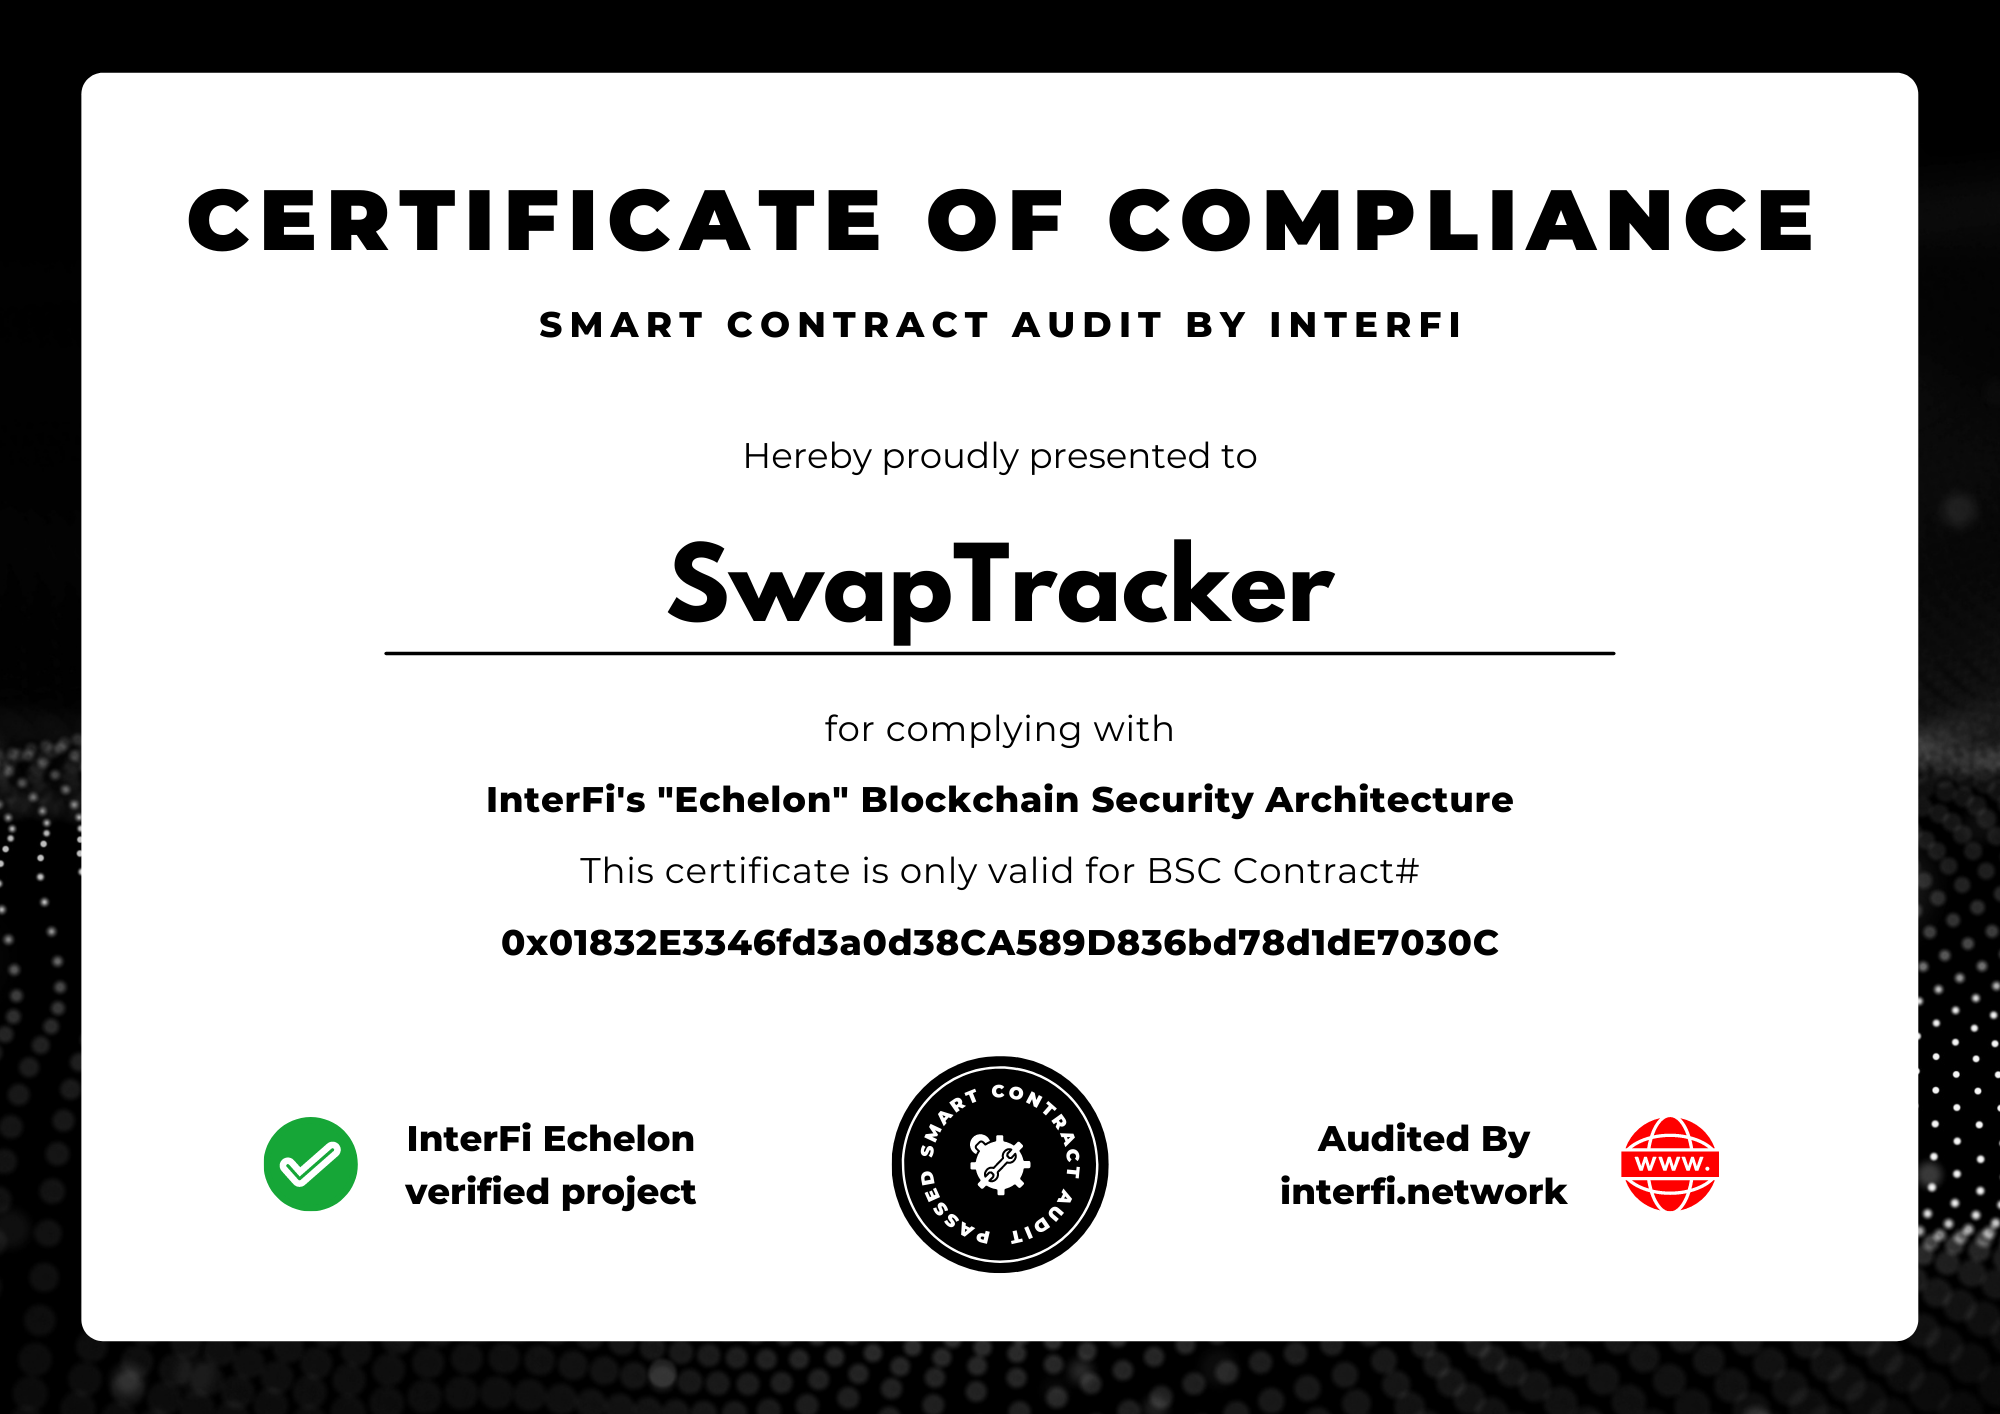 CERTIFICATE OF COMPLIANCE
SMART CONTRACT AUDIT BY INTERFI
Hereby proudly presented to
SwapTracker
for complying with
InterFi's "Echelon" Blockchain Security Architecture
This certificate is only valid for BSC Contract#
0x01832E3346fd3a0d38CA589D836bd78d1dE7030C
InterFi Echelon
verified project
PASSED SMART CONTRACT AUDIT
Audited By
interfi.network
WWW.